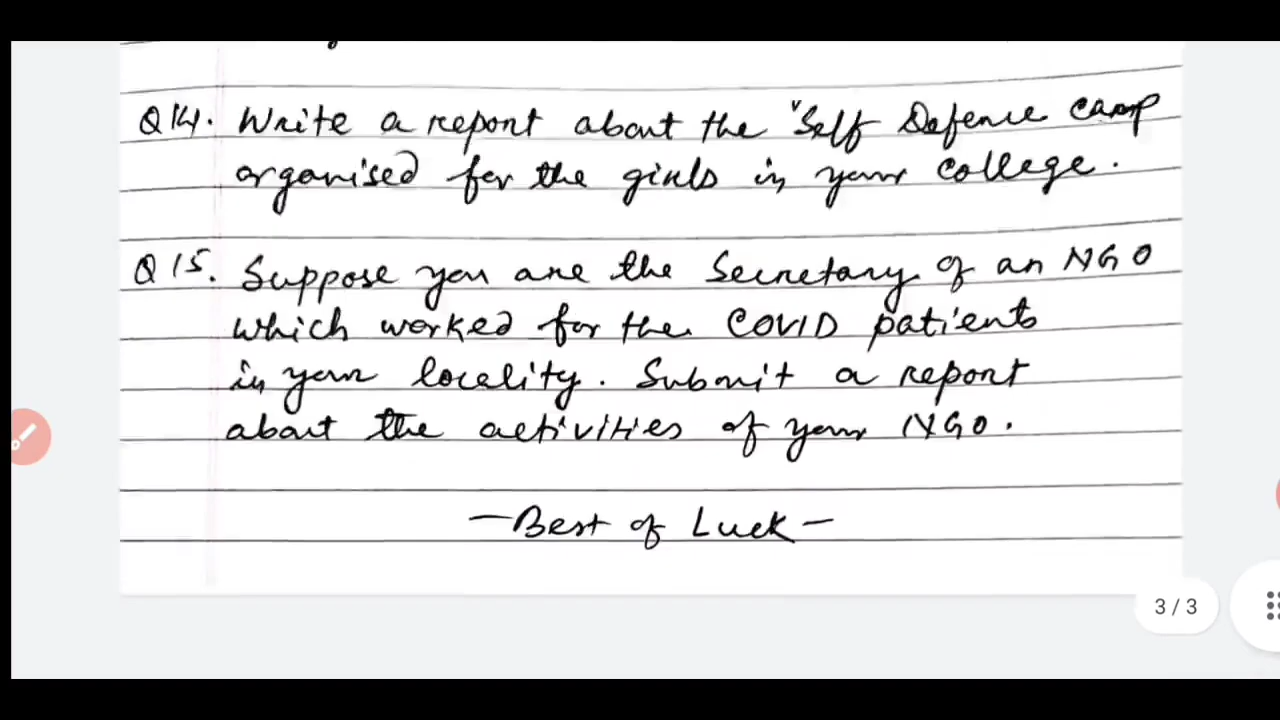 Q14. Write a report about the "Self Defence camp
organised for the girls in your college.
Q15. Suppose you are the Secretary of an NGO
which worked for the COVID patients
in your locality. Submit a report
about the activities of your NGO.
— Best of Luck —
3 / 3